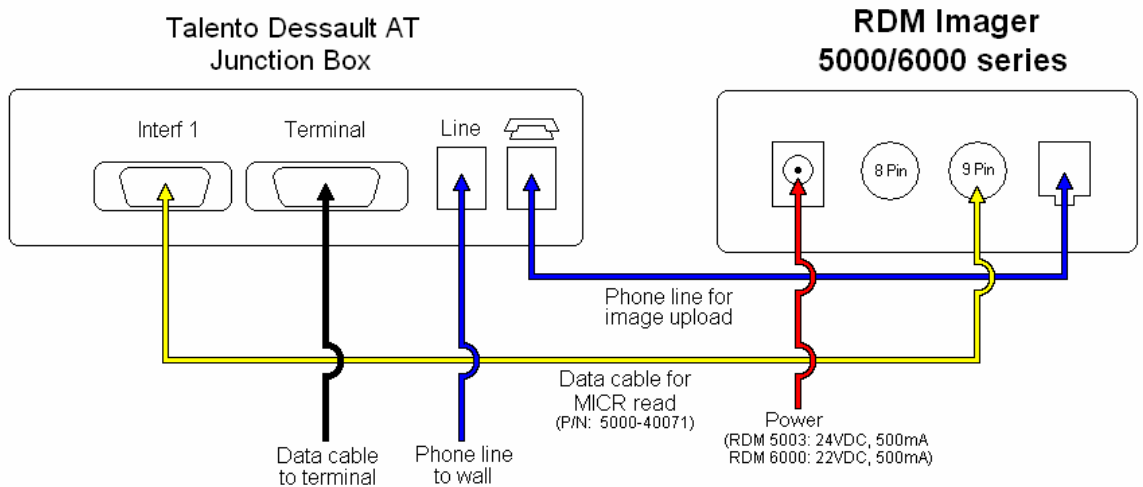 Talento Dessault AT
Junction Box
RDM Imager
5000/6000 series
Interf 1
Terminal
Line
8 Pin
9 Pin
Phone line for
image upload
Data cable for
MICR read
(P/N: 5000-40071)
Power
(RDM 5003: 24VDC, 500mA
RDM 6000: 22VDC, 500mA)
Data cable
to terminal
Phone line
to wall